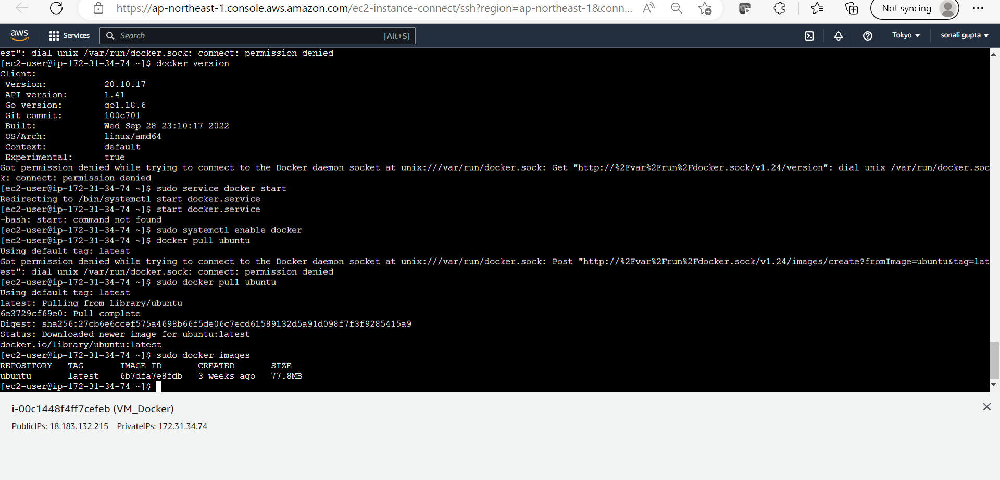 https://ap-northeast-1.console.aws.amazon.com/ec2-instance-connect/ssh?region=ap-northeast-1&conn...
Not syncing
aws
Services
Search
[Alt+S]
Tokyo
sonali gupta
est": dial unix /var/run/docker.sock: connect: permission denied
[ec2-user@ip-172-31-34-74 ~]$ docker version
Client:
Version: 20.10.17
API version: 1.41
Go version: go1.18.6
Git commit: 100c701
Built: Wed Sep 28 23:10:17 2022
OS/Arch: linux/amd64
Context: default
Experimental: true
Got permission denied while trying to connect to the Docker daemon socket at unix:///var/run/docker.sock: Get "http://%2Fvar%2Frun%2Fdocker.sock/v1.24/version": dial unix /var/run/docker.soc
k: connect: permission denied
[ec2-user@ip-172-31-34-74 ~]$ sudo service docker start
Redirecting to /bin/systemctl start docker.service
[ec2-user@ip-172-31-34-74 ~]$ start docker.service
-bash: start: command not found
[ec2-user@ip-172-31-34-74 ~]$ sudo systemctl enable docker
[ec2-user@ip-172-31-34-74 ~]$ docker pull ubuntu
Using default tag: latest
Got permission denied while trying to connect to the Docker daemon socket at unix:///var/run/docker.sock: Post "http://%2Fvar%2Frun%2Fdocker.sock/v1.24/images/create?fromImage=ubuntu&tag=lat
est": dial unix /var/run/docker.sock: connect: permission denied
[ec2-user@ip-172-31-34-74 ~]$ sudo docker pull ubuntu
Using default tag: latest
latest: Pulling from library/ubuntu
6e3729cf69e0: Pull complete
Digest: sha256:27cb6e6ccef575a4698b66f5de06c7ecd61589132d5a91d098f7f3f9285415a9
Status: Downloaded newer image for ubuntu:latest
docker.io/library/ubuntu:latest
[ec2-user@ip-172-31-34-74 ~]$ sudo docker images
REPOSITORY TAG IMAGE ID CREATED SIZE
ubuntu latest 6b7dfa7e8fdb 3 weeks ago 77.8MB
[ec2-user@ip-172-31-34-74 ~]$
i-00c1448f4ff7cefeb (VM_Docker)
PublicIPs: 18.183.132.215 PrivateIPs: 172.31.34.74